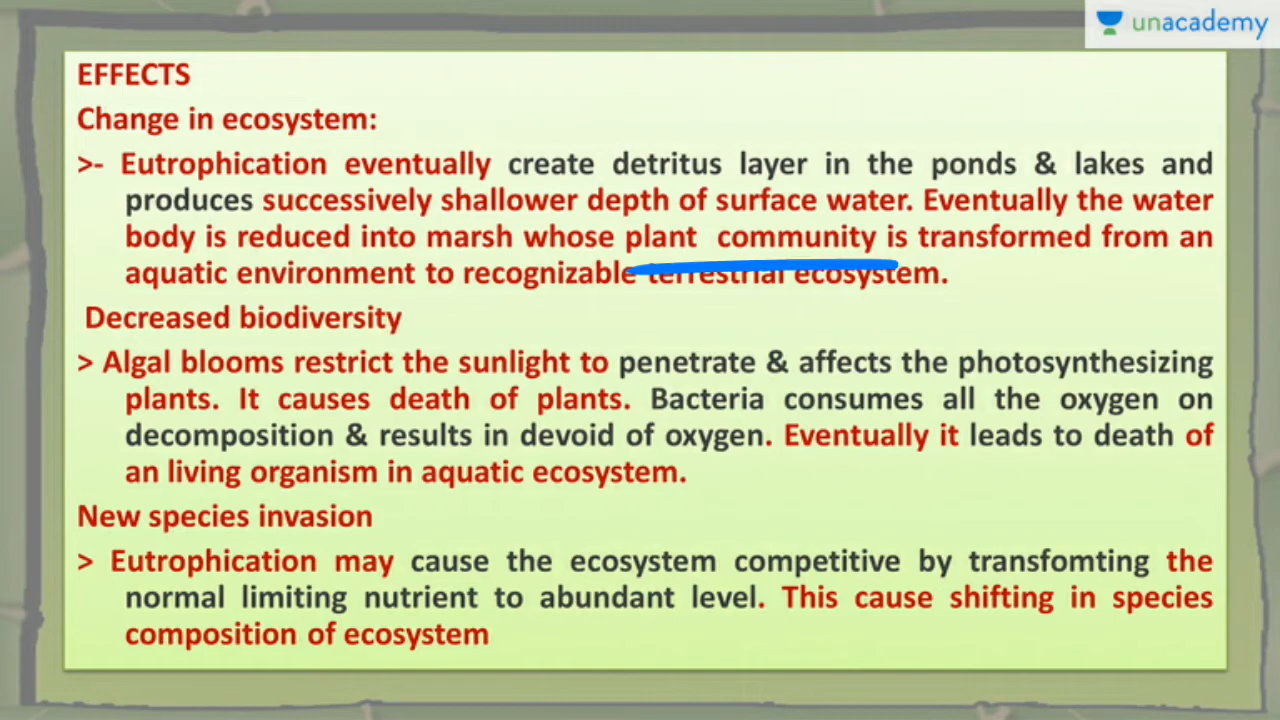 unacademy
EFFECTS
Change in ecosystem:
>- Eutrophication eventually create detritus layer in the ponds & lakes and
produces successively shallower depth of surface water. Eventually the water
body is reduced into marsh whose plant community is transformed from an
aquatic environment to recognizable terrestrial ecosystem.
Decreased biodiversity
> Algal blooms restrict the sunlight to penetrate & affects the photosynthesizing
plants. It causes death of plants. Bacteria consumes all the oxygen on
decomposition & results in devoid of oxygen. Eventually it leads to death of
an living organism in aquatic ecosystem.
New species invasion
> Eutrophication may cause the ecosystem competitive by transfomting the
normal limiting nutrient to abundant level. This cause shifting in species
composition of ecosystem